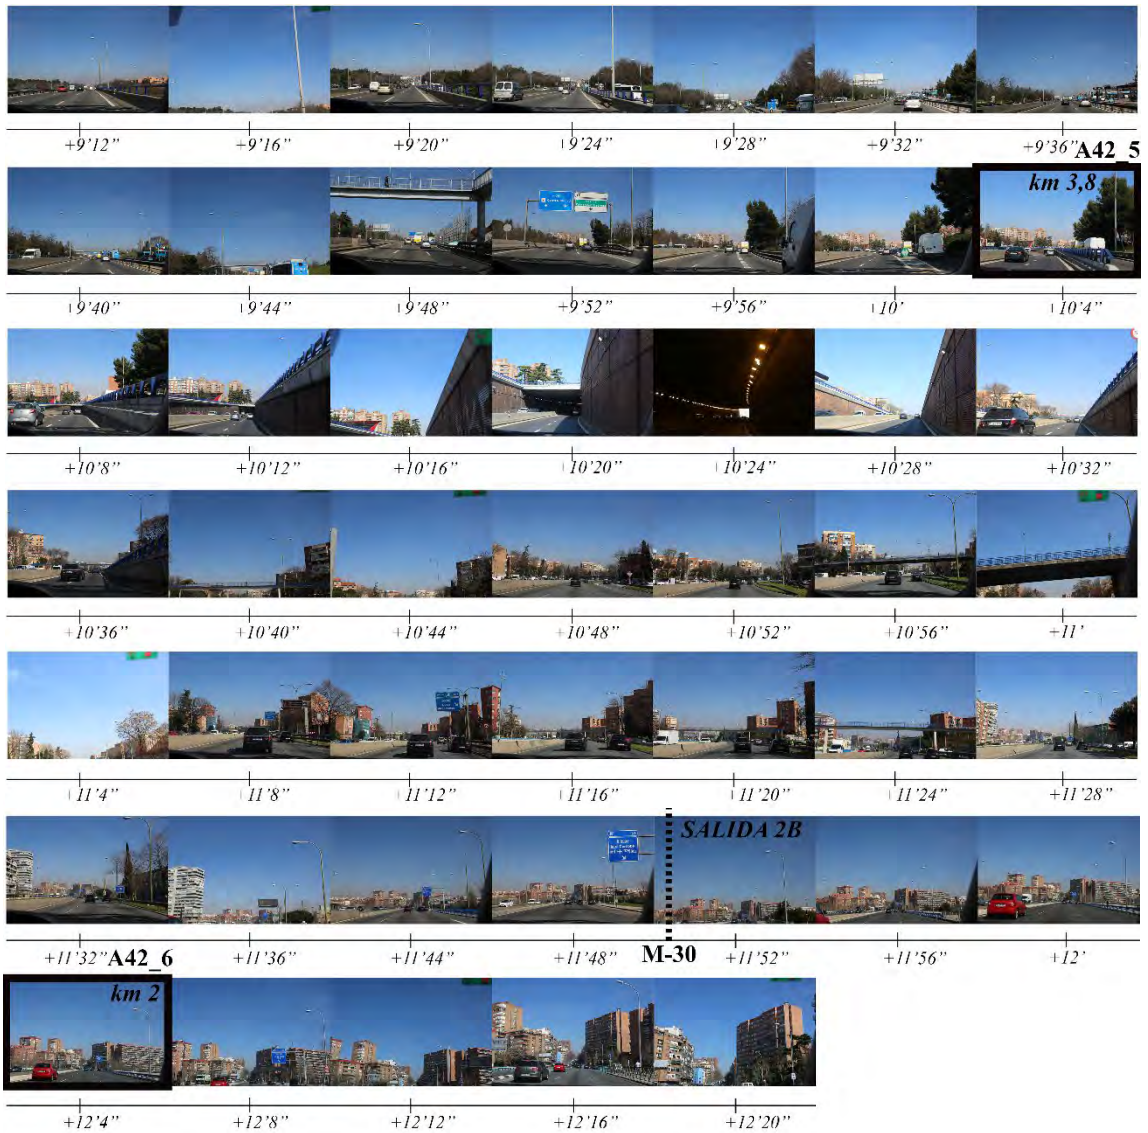 +9'12" +9'16" +9'20" +9'24" +9'28" +9'32" +9'36" A42_5
km 3,8
+9'40" +9'44" +9'48" +9'52" +9'56" +10' +10'4"
+10'8" +10'12" +10'16" +10'20" +10'24" +10'28" +10'32"
+10'36" +10'40" +10'44" +10'48" +10'52" +10'56" +11'
+11'4" +11'8" +11'12" +11'16" +11'20" +11'24" +11'28"
SALIDA 2B
+11'32" A42_6 +11'36" +11'44" +11'48" M-30 +11'52" +11'56" +12'
km 2
+12'4" +12'8" +12'12" +12'16" +12'20"